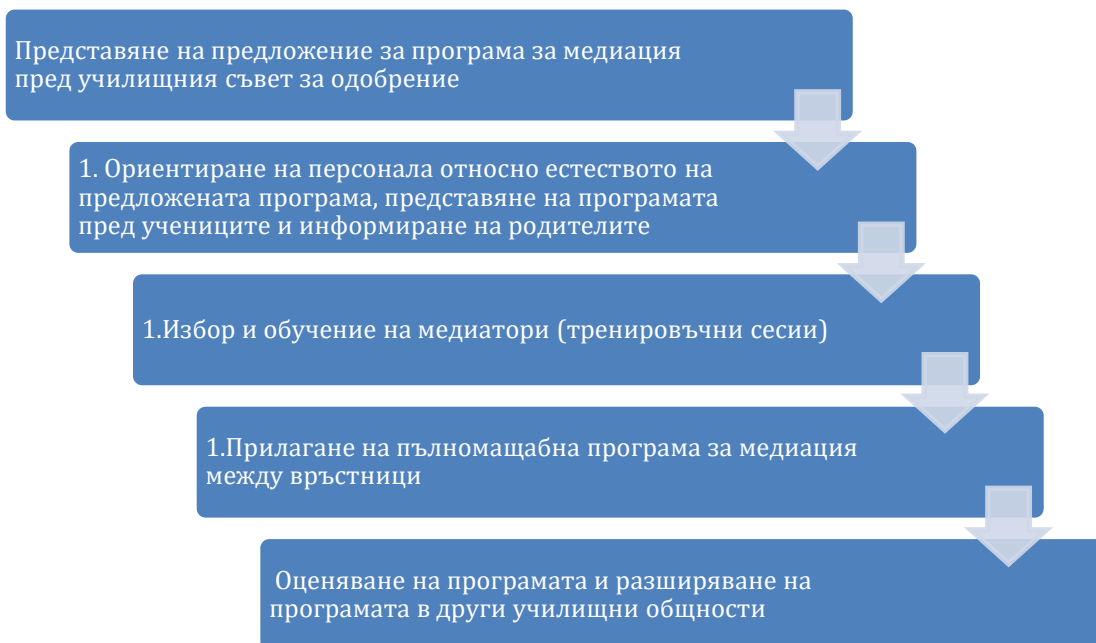 Представяне на предложение за програма за медиация
пред училищния съвет за одобрение
1. Ориентиране на персонала относно естеството на
предложената програма, представяне на програмата
пред учениците и информиране на родителите
1.Избор и обучение на медиатори (тренировъчни сесии)
1.Прилагане на пълномащабна програма за медиация
между връстници
Оценяване на програмата и разширяване на
програмата в други училищни общности